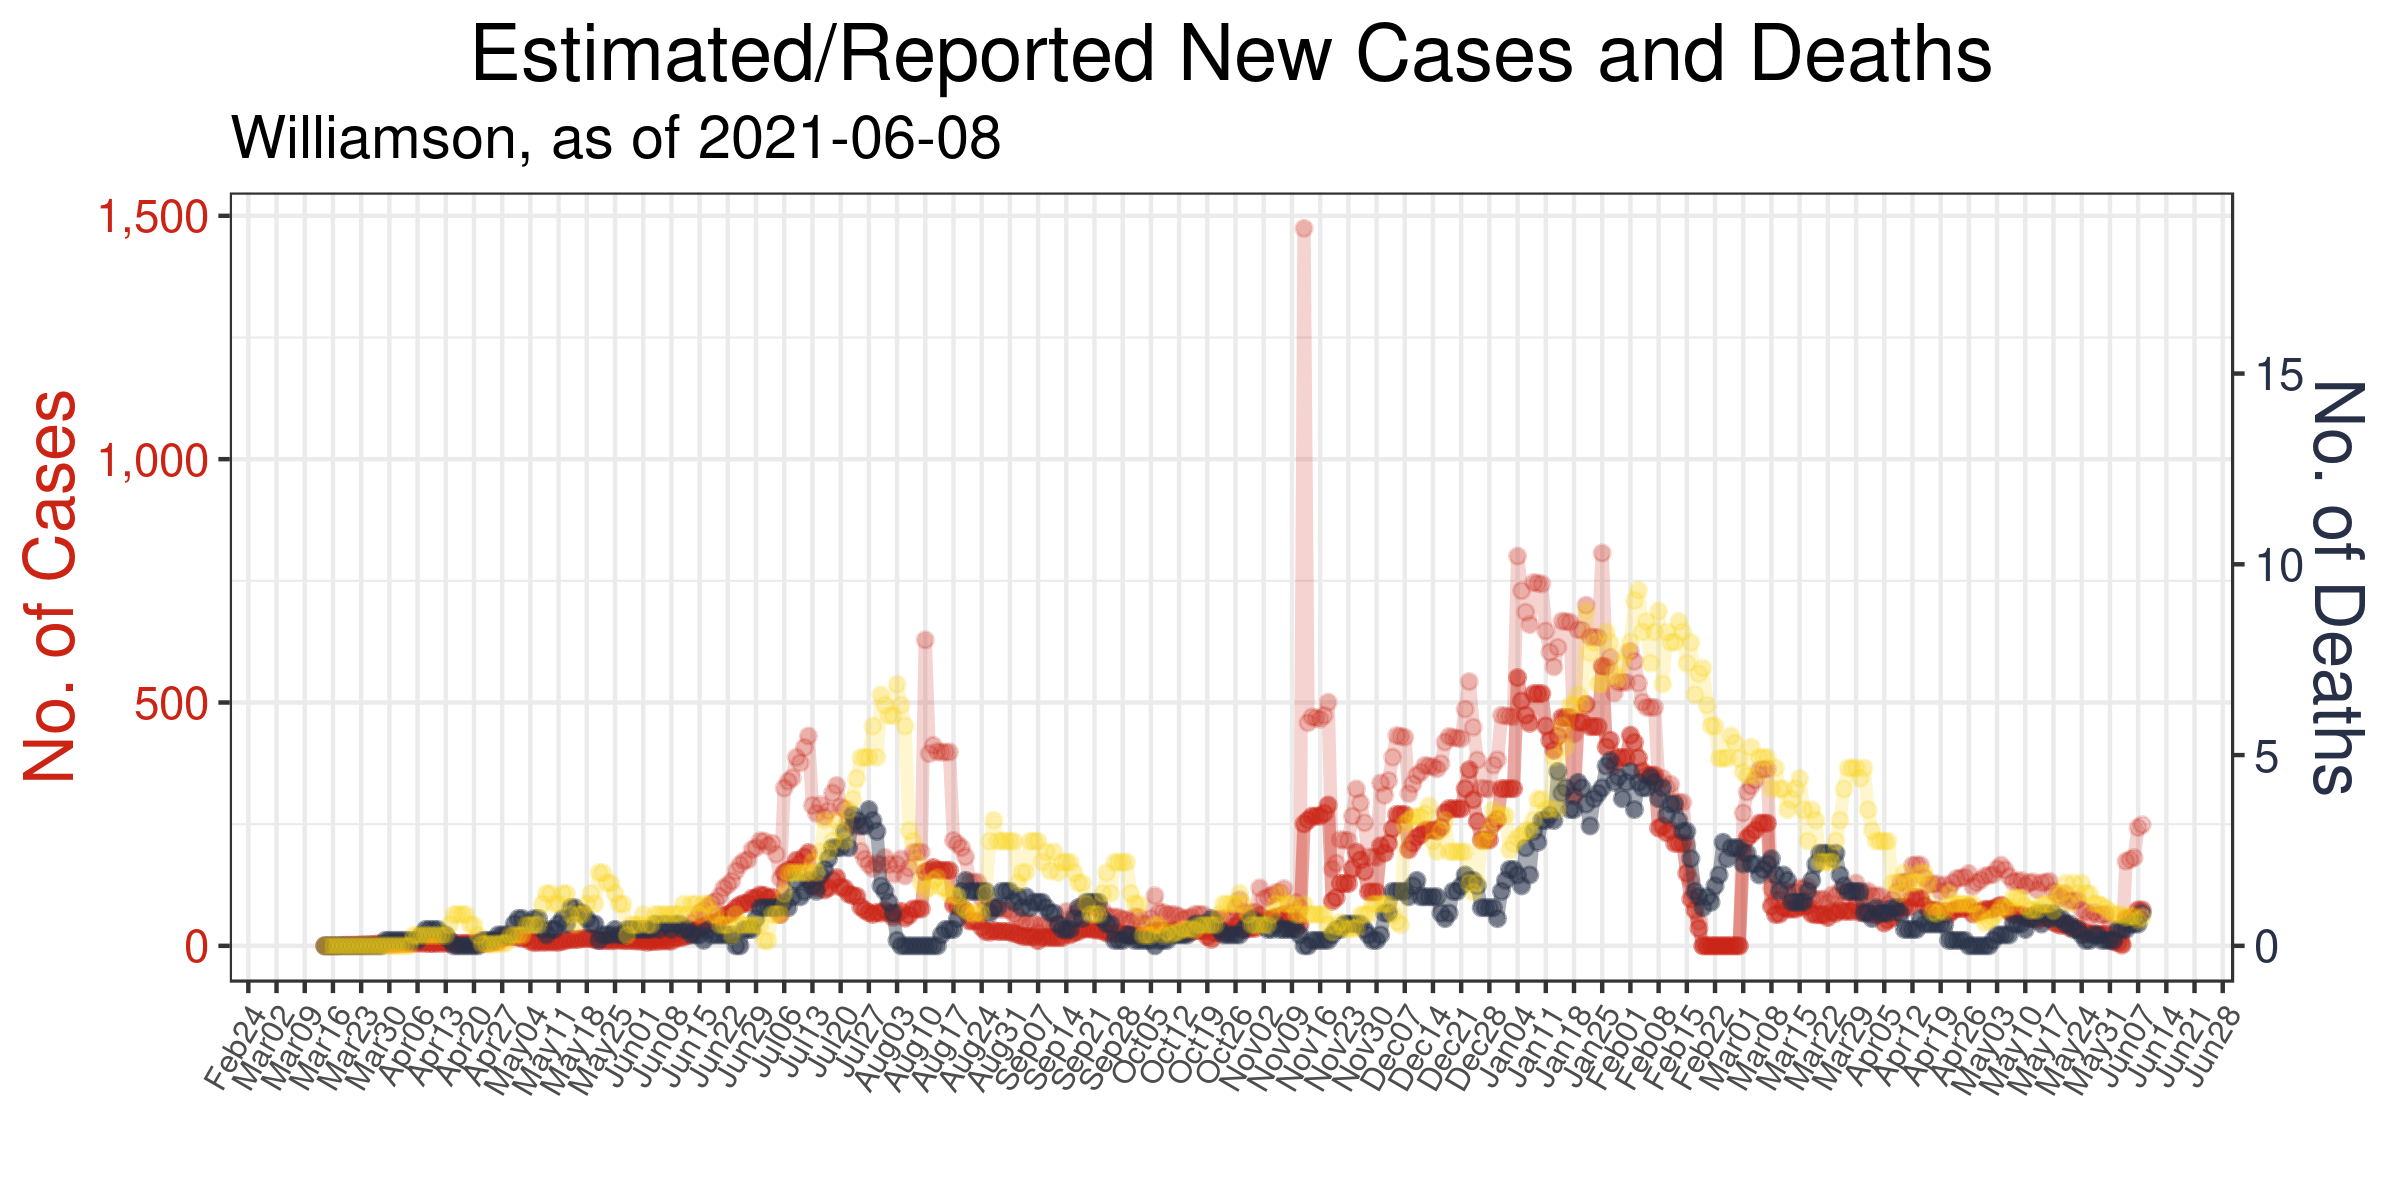 Estimated/Reported New Cases and Deaths
Williamson, as of 2021-06-08
No. of Cases
1,500
1,000
500
0
15
10
5
0
No. of Deaths
Feb24
Mar02
Mar09
Mar16
Mar23
Mar30
Apr06
Apr13
Apr20
Apr27
May04
May11
May18
May25
Jun01
Jun08
Jun15
Jun22
Jun29
Jul06
Jul13
Jul20
Jul27
Aug03
Aug10
Aug17
Aug24
Aug31
Sep07
Sep14
Sep21
Sep28
Oct05
Oct12
Oct19
Oct26
Nov02
Nov09
Nov16
Nov23
Nov30
Dec07
Dec14
Dec21
Dec28
Jan04
Jan11
Jan18
Jan25
Feb01
Feb08
Feb15
Feb22
Mar01
Mar08
Mar15
Mar22
Mar29
Apr05
Apr12
Apr19
Apr26
May03
May10
May17
May24
May31
Jun07
Jun14
Jun21
Jun28